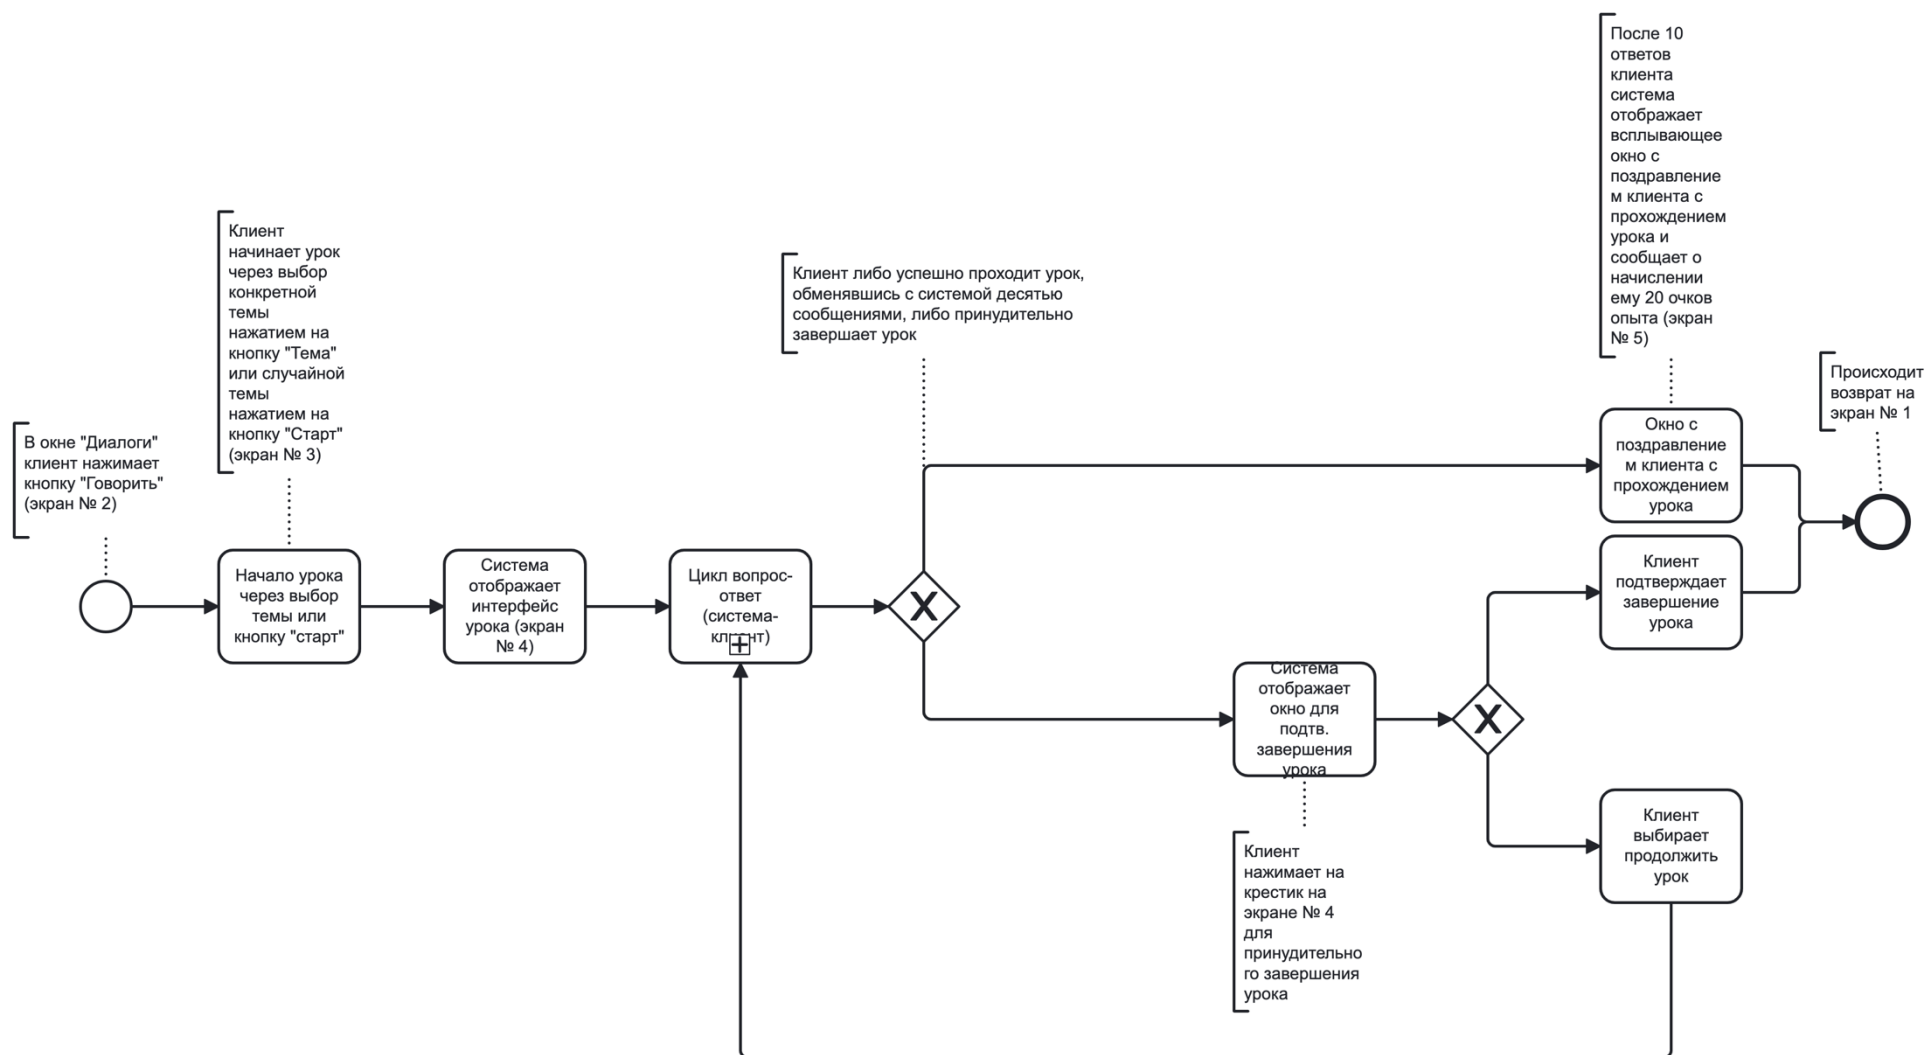 В окне "Диалоги"
клиент нажимает
кнопку "Говорить"
(экран № 2)
Клиент
начинает урок
через выбор
конкретной
темы
нажатием на
кнопку "Тема"
или случайной
темы
нажатием на
кнопку "Старт"
(экран № 3)
Начало урока
через выбор
темы или
кнопку "старт"
Система
отображает
интерфейс
урока (экран
№ 4)
Цикл вопрос-
ответ
(система-
клиент)
Клиент либо успешно проходит урок,
обменявшись с системой десятью
сообщениями, либо принудительно
завершает урок
X
Система
отображает
окно для
подтв.
завершения
урока
Клиент
нажимает на
крестик на
экране № 4
для
принудительно
го завершения
урока
X
После 10
ответов
клиента
система
отображает
всплывающее
окно с
поздравление
м клиента с
прохождением
урока и
сообщает о
начислении
ему 20 очков
опыта (экран
№ 5)
Окно с
поздравление
м клиента с
прохождением
урока
Клиент
подтверждает
завершение
урока
Клиент
выбирает
продолжить
урок
Происходит
возврат на
экран № 1